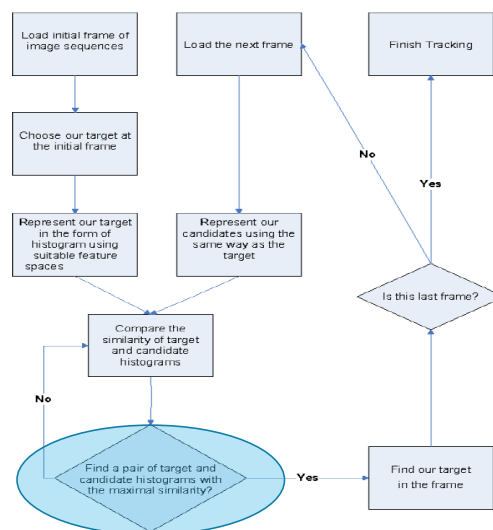 Load initial frame of
image sequences
Load the next frame
Finish Tracking
Choose our target at
the initial frame
No
Yes
Represent our target
in the form of
histogram using
suitable feature
spaces
Represent our
candidates using the
same way as the
target
Is this last frame?
Compare the
similarity of target
and candidate
histograms
No
Find a pair of target and
candidate histograms with
the maximal similarity?
Yes
Find our target
in the frame